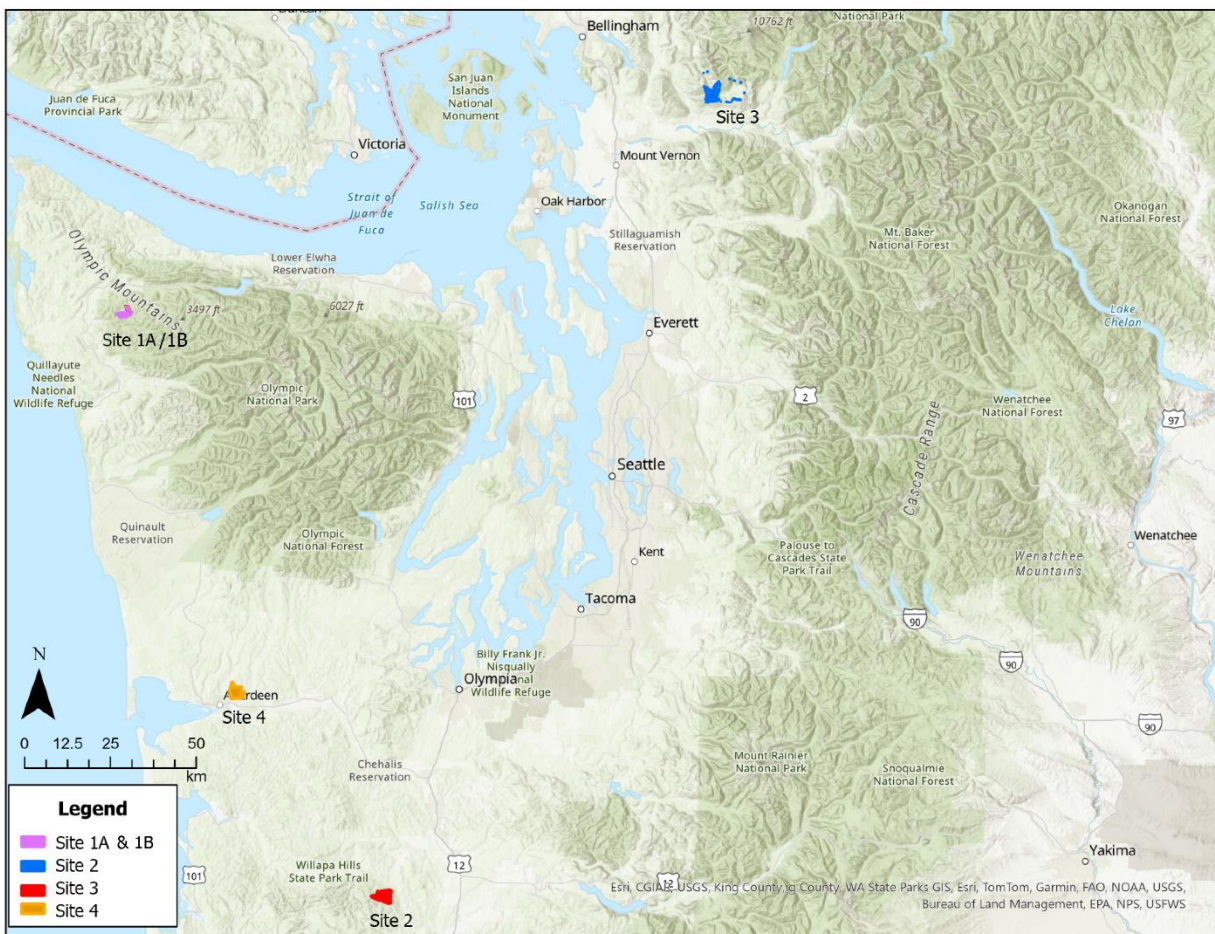 Duncan
Bellingham
10762 ft
National Park
Juan de Fuca
Provincial Park
San Juan
Islands
National
Monument
Site 3
Victoria
Mount Vernon
Strait of
Juan de
Fuca
Salish Sea
Oak Harbor
Okanogan
National Forest
Stillaguamish
Reservation
Mt. Baker
National Forest
Olympic Mountains
Lower Elwha
Reservation
3497 ft
6027 ft
Lake
Chelan
Site 1A/1B
Everett
Quillayute
Needles
National
Wildlife Refuge
Olympic
National Park
101
2
Wenatchee
National Forest
97
Cascade Range
Seattle
Quinault
Reservation
Olympic
National Forest
Kent
Palouse to
Cascades State
Park Trail
Wenatchee
Wenatchee
Mountains
Tacoma
90
90
90
N
Billy Frank Jr.
Nisqually
Wildlife Refuge
Olympia
Site 4
0 12.5 25 50
km
Chehalis
Reservation
Mount Rainier
National Park
Snoqualmie
National Forest
Legend
Site 1A & 1B
Site 2
Site 3
Site 4
101
Willapa Hills
State Park Trail
12
12
Yakima
Site 2
Esri, CGIAR, USGS, King County, WA State Parks GIS, Esri, TomTom, Garmin, FAO, NOAA, USGS,
Bureau of Land Management, EPA, NPS, USFWS